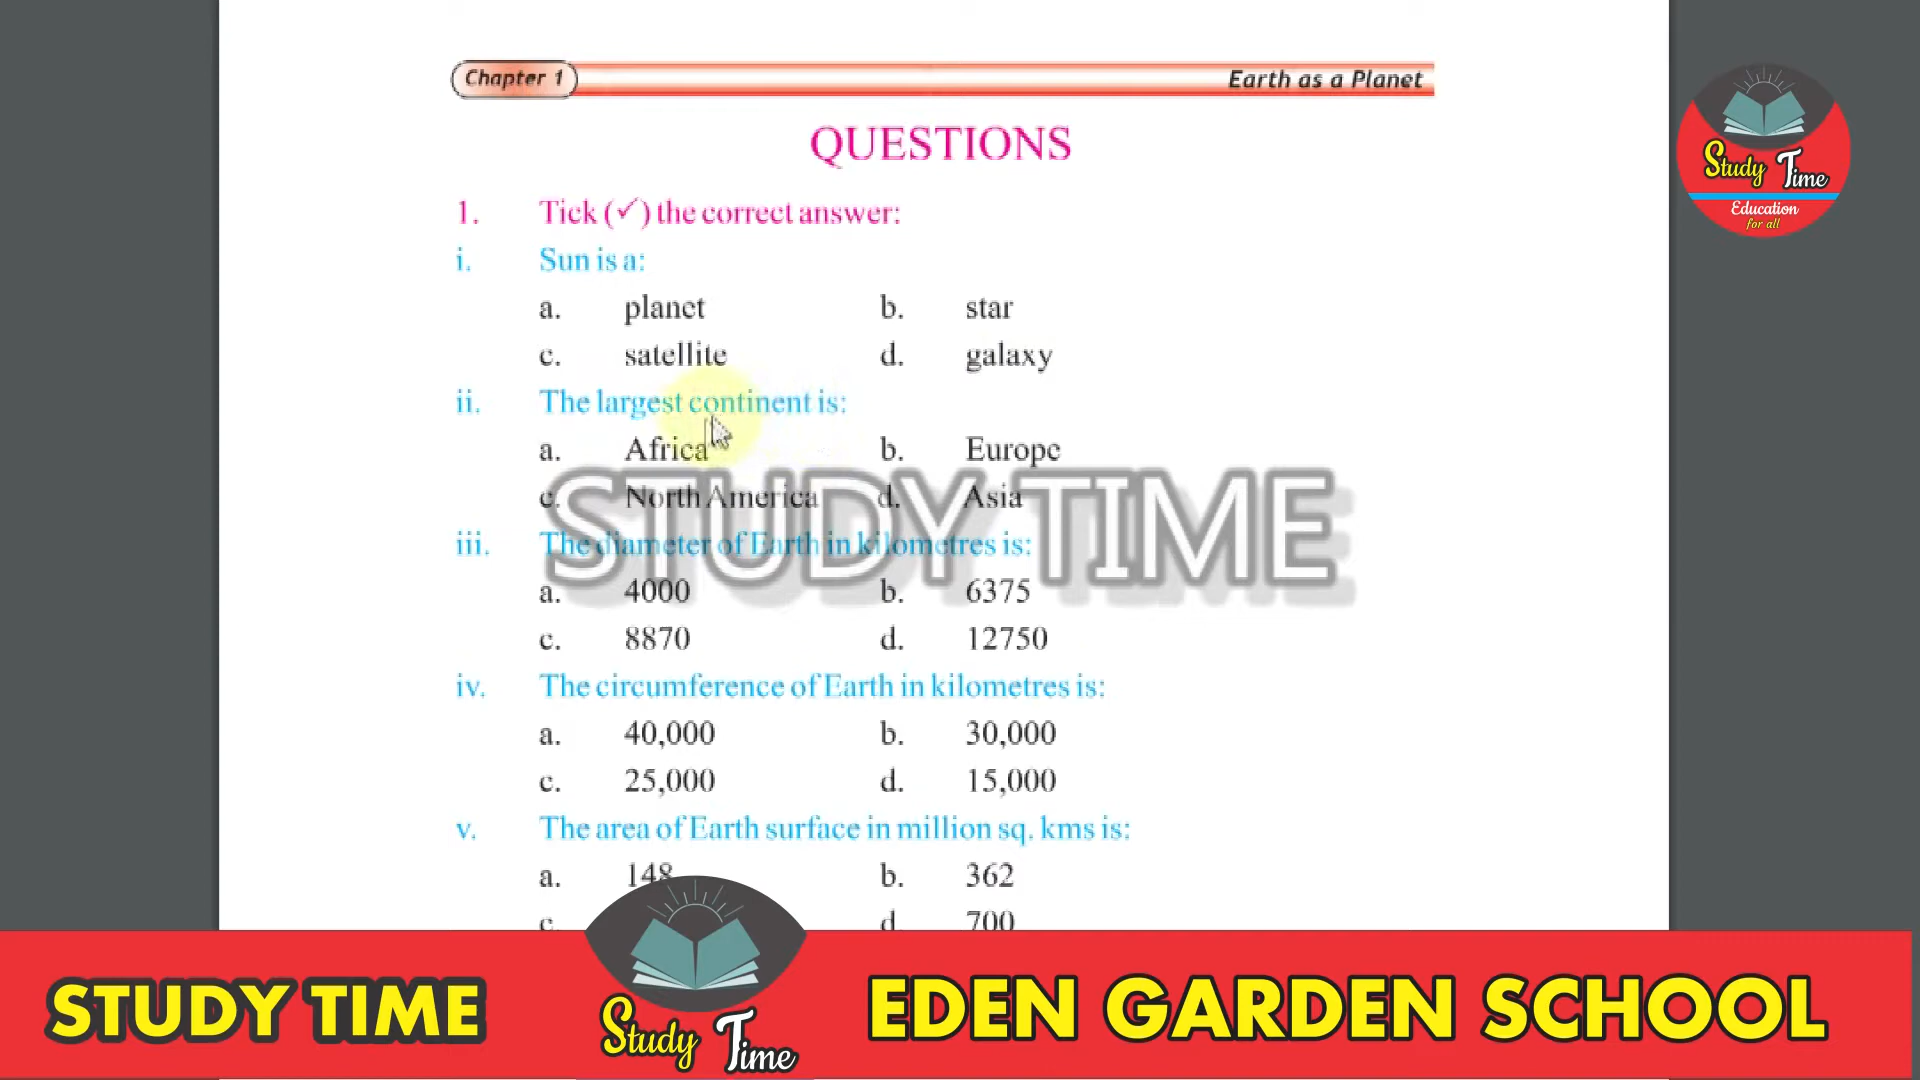 Chapter 1
Earth as a Planet
QUESTIONS
1. Tick (✓) the correct answer:
i. Sun is a:
a. planet b. star
c. satellite d. galaxy
ii. The largest continent is:
a. Africa b. Europe
c. North America d. Asia
iii. The diameter of Earth in kilometres is:
a. 4000 b. 6375
c. 8870 d. 12750
iv. The circumference of Earth in kilometres is:
a. 40,000 b. 30,000
c. 25,000 d. 15,000
v. The area of Earth surface in million sq. kms is:
a. 148 b. 362
c. d. 700
STUDY TIME
Study Time
Education
for all
STUDY TIME
Study Time
EDEN GARDEN SCHOOL